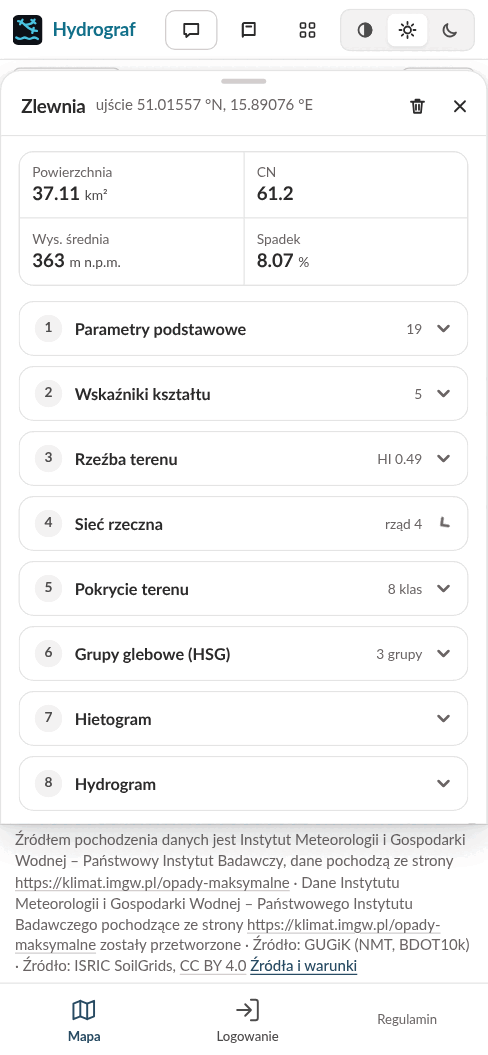 Hydrograf
Zlewnia ujście 51.01557 °N, 15.89076 °E
Powierzchnia
37.11 km²
CN
61.2
Wys. średnia
363 m n.p.m.
Spadek
8.07 %
1 Parametry podstawowe 19
2 Wskaźniki kształtu 5
3 Rzeźba terenu HI 0.49
4 Sieć rzeczna rząd 4
5 Pokrycie terenu 8 klas
6 Grupy glebowe (HSG) 3 grupy
7 Hietogram
8 Hydrogram
Źródłem pochodzenia danych jest Instytut Meteorologii i Gospodarki
Wodnej – Państwowy Instytut Badawczy, dane pochodzą ze strony
https://klimat.imgw.pl/opady-maksymalne · Dane Instytutu
Meteorologii i Gospodarki Wodnej – Państwowego Instytutu
Badawczego pochodzące ze strony https://klimat.imgw.pl/opady-
maksymalne zostały przetworzone · Źródło: GUGiK (NMT, BDOT10k)
· Źródło: ISRIC SoilGrids, CC BY 4.0 Źródła i warunki
Mapa
Logowanie
Regulamin